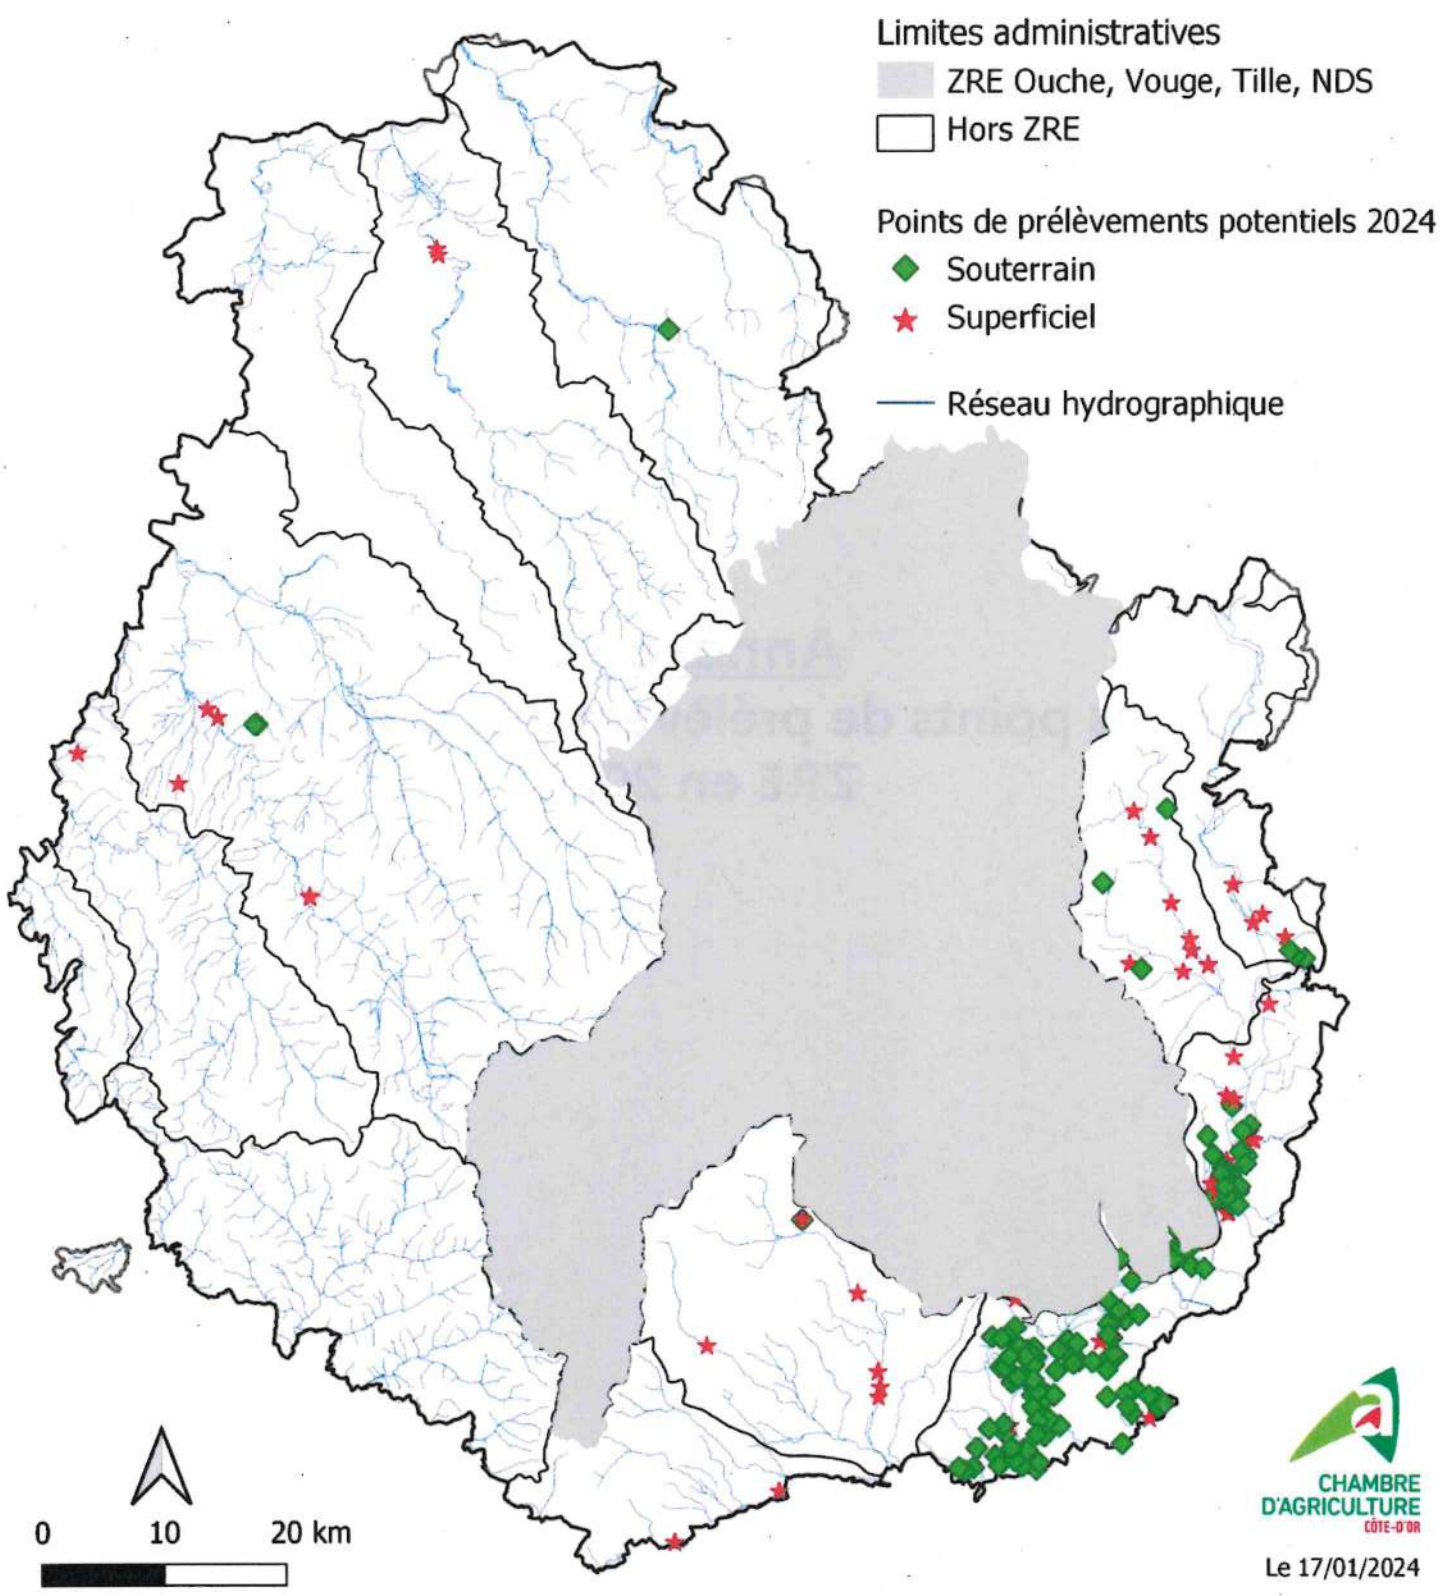 Limites administratives
ZRE Ouche, Vouge, Tille, NDS
Hors ZRE
Points de prélèvements potentiels 2024
Souterrain
Superficiel
Réseau hydrographique
0 10 20 km
CHAMBRE
D'AGRICULTURE
CÔTE-D'OR
Le 17/01/2024